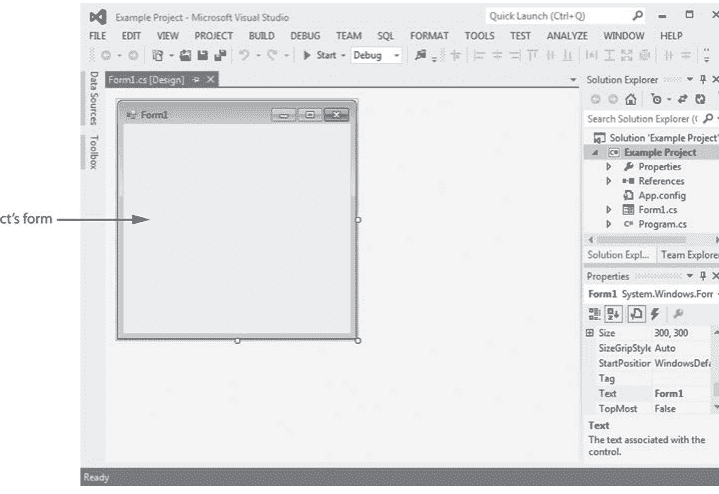 Example Project - Microsoft Visual Studio
Quick Launch (Ctrl+Q)
FILE EDIT VIEW PROJECT BUILD DEBUG TEAM SQL FORMAT TOOLS TEST ANALYZE WINDOW HELP
Start Debug
Data Sources
Toolbox
Form1.cs [Design]
Form1
ct's form
Solution Explorer
Search Solution Explorer (
Solution 'Example Project'
Example Project
Properties
References
App.config
Form1.cs
C# Program.cs
Solution Expl... Team Explore
Properties
Form1 System.Windows.Forr
Size 300, 300
SizeGripStyle Auto
StartPosition WindowsDefa
Tag
Text Form1
TopMost False
Text
The text associated with the
control.
Ready